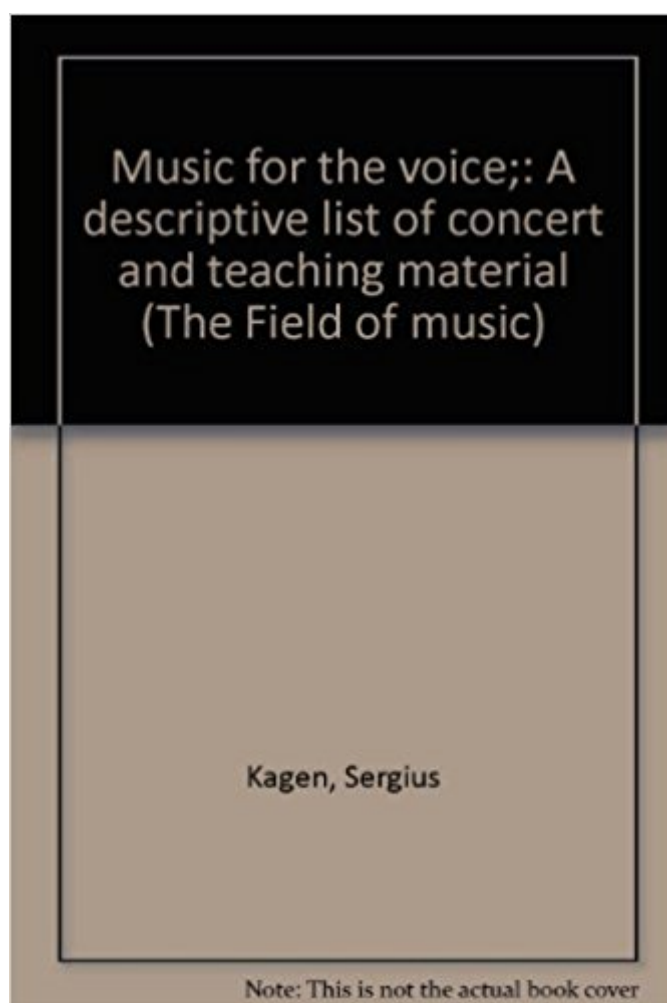 Music for the voice;: A
descriptive list of concert
and teaching material
(The Field of music)
Kagen, Sergius
Note: This is not the actual book cover